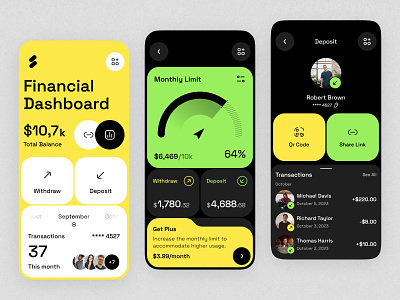 Financial
Dashboard
$10,7k
Total Balance
Withdraw
Deposit
September
Transactions
**** 4527
37
This month
+7
Monthly Limit
$6,469/10k
64%
Withdraw
$1,780.32
Deposit
$4,688.68
Get Plus
Increase the monthly limit to
accommodate higher usage.
$3.99/month
Deposit
Robert Brown
**** 4527
Qr Code
Share Link
Transactions
See All
October
Michael Davis
October 5, 2023
+$220.00
Richard Taylor
October 5, 2023
-$8.00
Thomas Harris
October 5, 2023
+$10.00